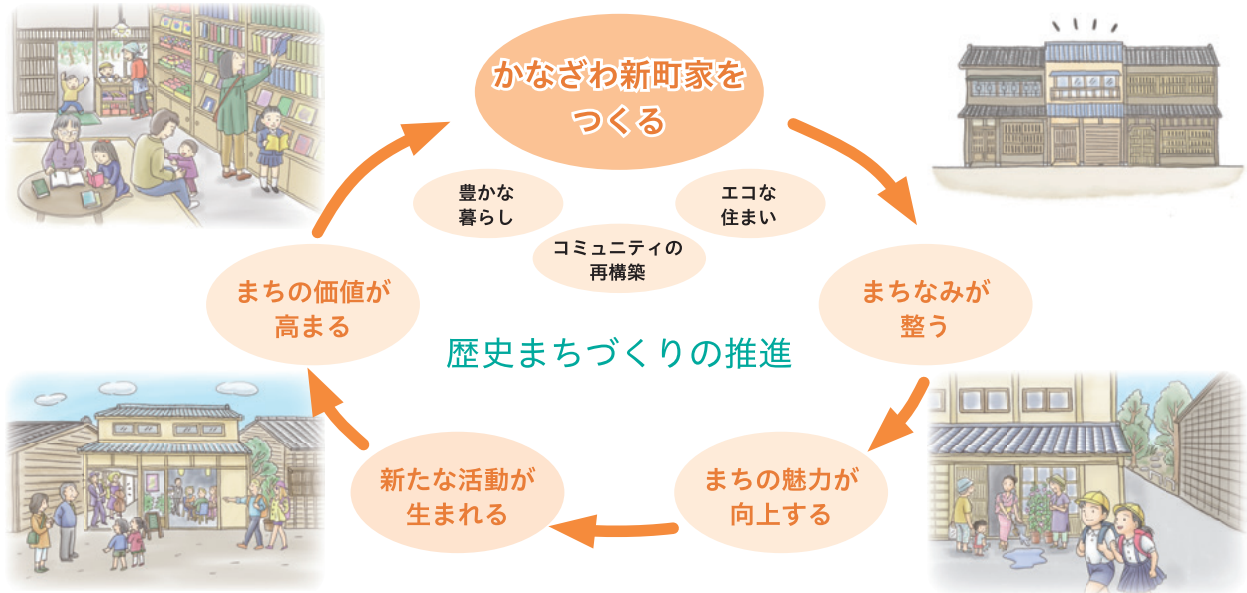 かなざわ新町家を
つくる
豊かな
暮らし
エコな
住まい
コミュニティの
再構築
まちの価値が
高まる
まちなみが
整う
歴史まちづくりの推進
新たな活動が
生まれる
まちの魅力が
向上する